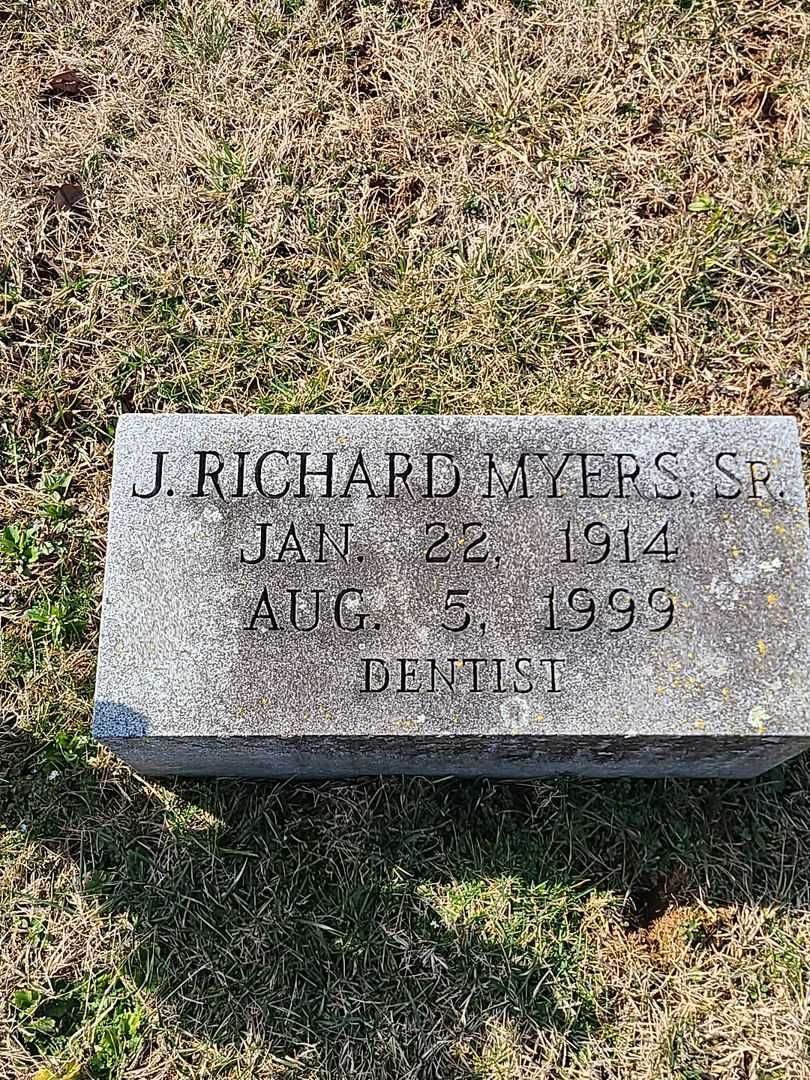 J. RICHARD MYERS, SR.
JAN. 22, 1914
AUG. 5, 1999
DENTIST